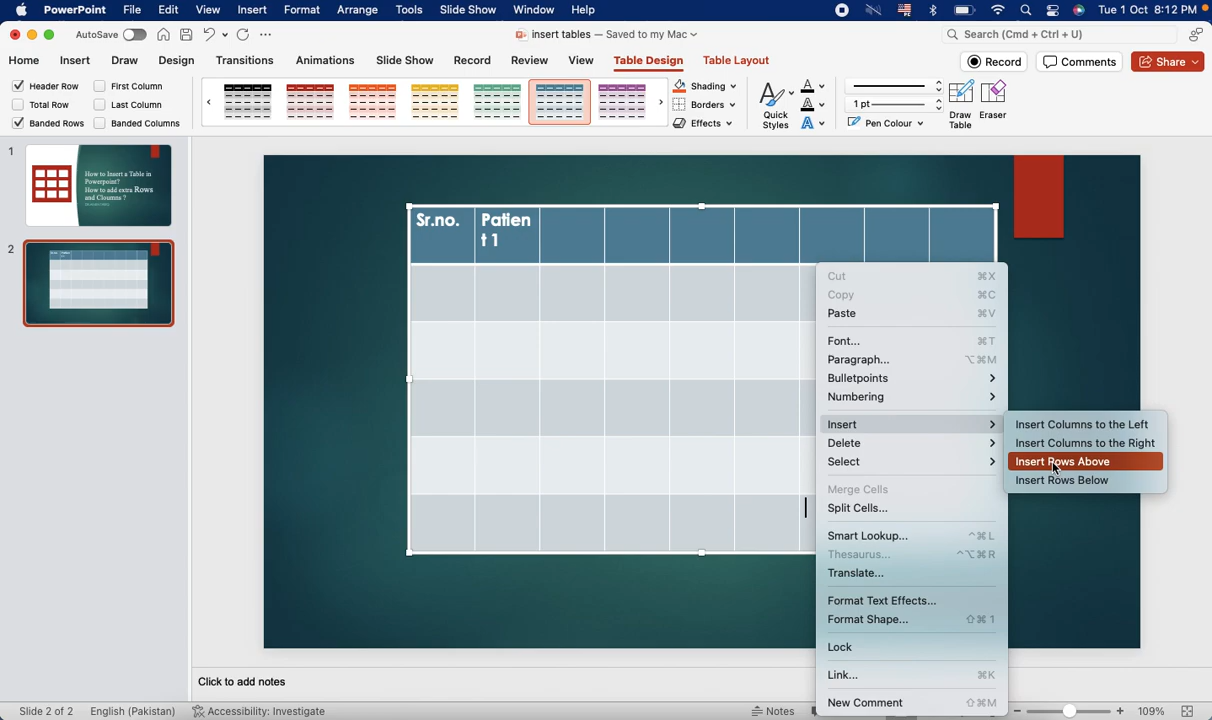 PowerPoint File Edit View Insert Format Arrange Tools Slide Show Window Help Tue 1 Oct 8:12 PM
AutoSave insert tables — Saved to my Mac Search (Cmd + Ctrl + U)
Home Insert Draw Design Transitions Animations Slide Show Record Review View Table Design Table Layout Record Comments Share
Header Row First Column
Total Row Last Column
Banded Rows Banded Columns
Shading
Borders
Effects
Quick
Styles
1 pt
Pen Colour
Draw
Table
Eraser
1
How to Insert a Table in
Powerpoint?
How to add extra Rows
and Cloumns ?
2
Sr.no. Patien
t 1
Cut ⌘X
Copy ⌘C
Paste ⌘V
Font... ⌘T
Paragraph... ⌥⌘M
Bulletpoints
Numbering
Insert
Delete
Select
Merge Cells
Split Cells...
Smart Lookup... ^⌘L
Thesaurus... ^⌥⌘R
Translate...
Format Text Effects...
Format Shape... ⇧⌘1
Lock
Link... ⌘K
New Comment ⇧⌘M
Insert Columns to the Left
Insert Columns to the Right
Insert Rows Above
Insert Rows Below
Click to add notes
Slide 2 of 2 English (Pakistan) Accessibility: Investigate Notes 109%